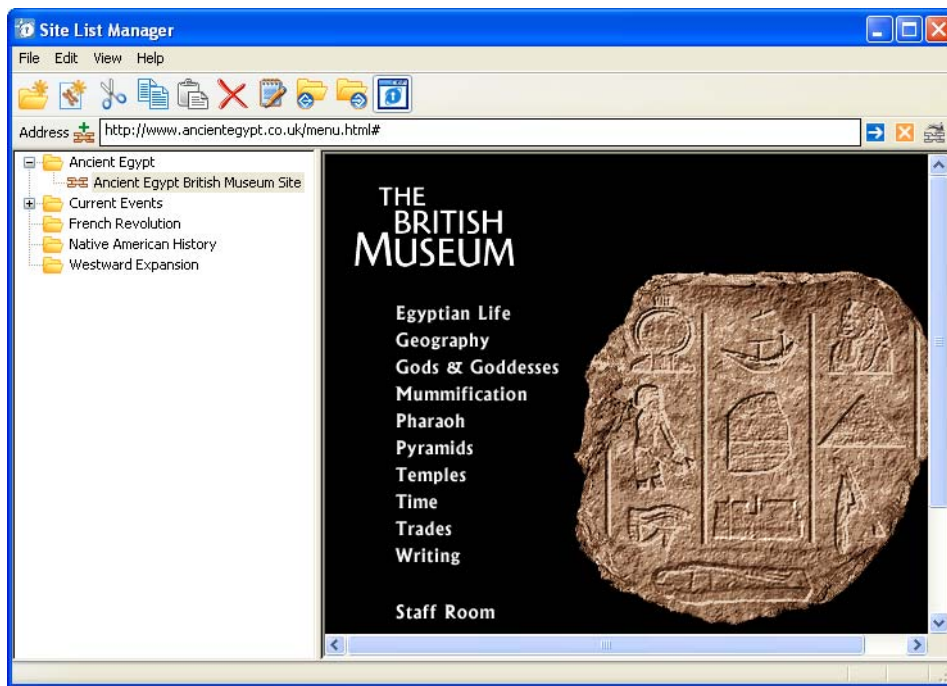 Site List Manager
File Edit View Help
Address http://www.ancientegypt.co.uk/menu.html#
Ancient Egypt
Ancient Egypt British Museum Site
Current Events
French Revolution
Native American History
Westward Expansion
THE
BRITISH
MUSEUM
Egyptian Life
Geography
Gods & Goddesses
Mummification
Pharaoh
Pyramids
Temples
Time
Trades
Writing
Staff Room